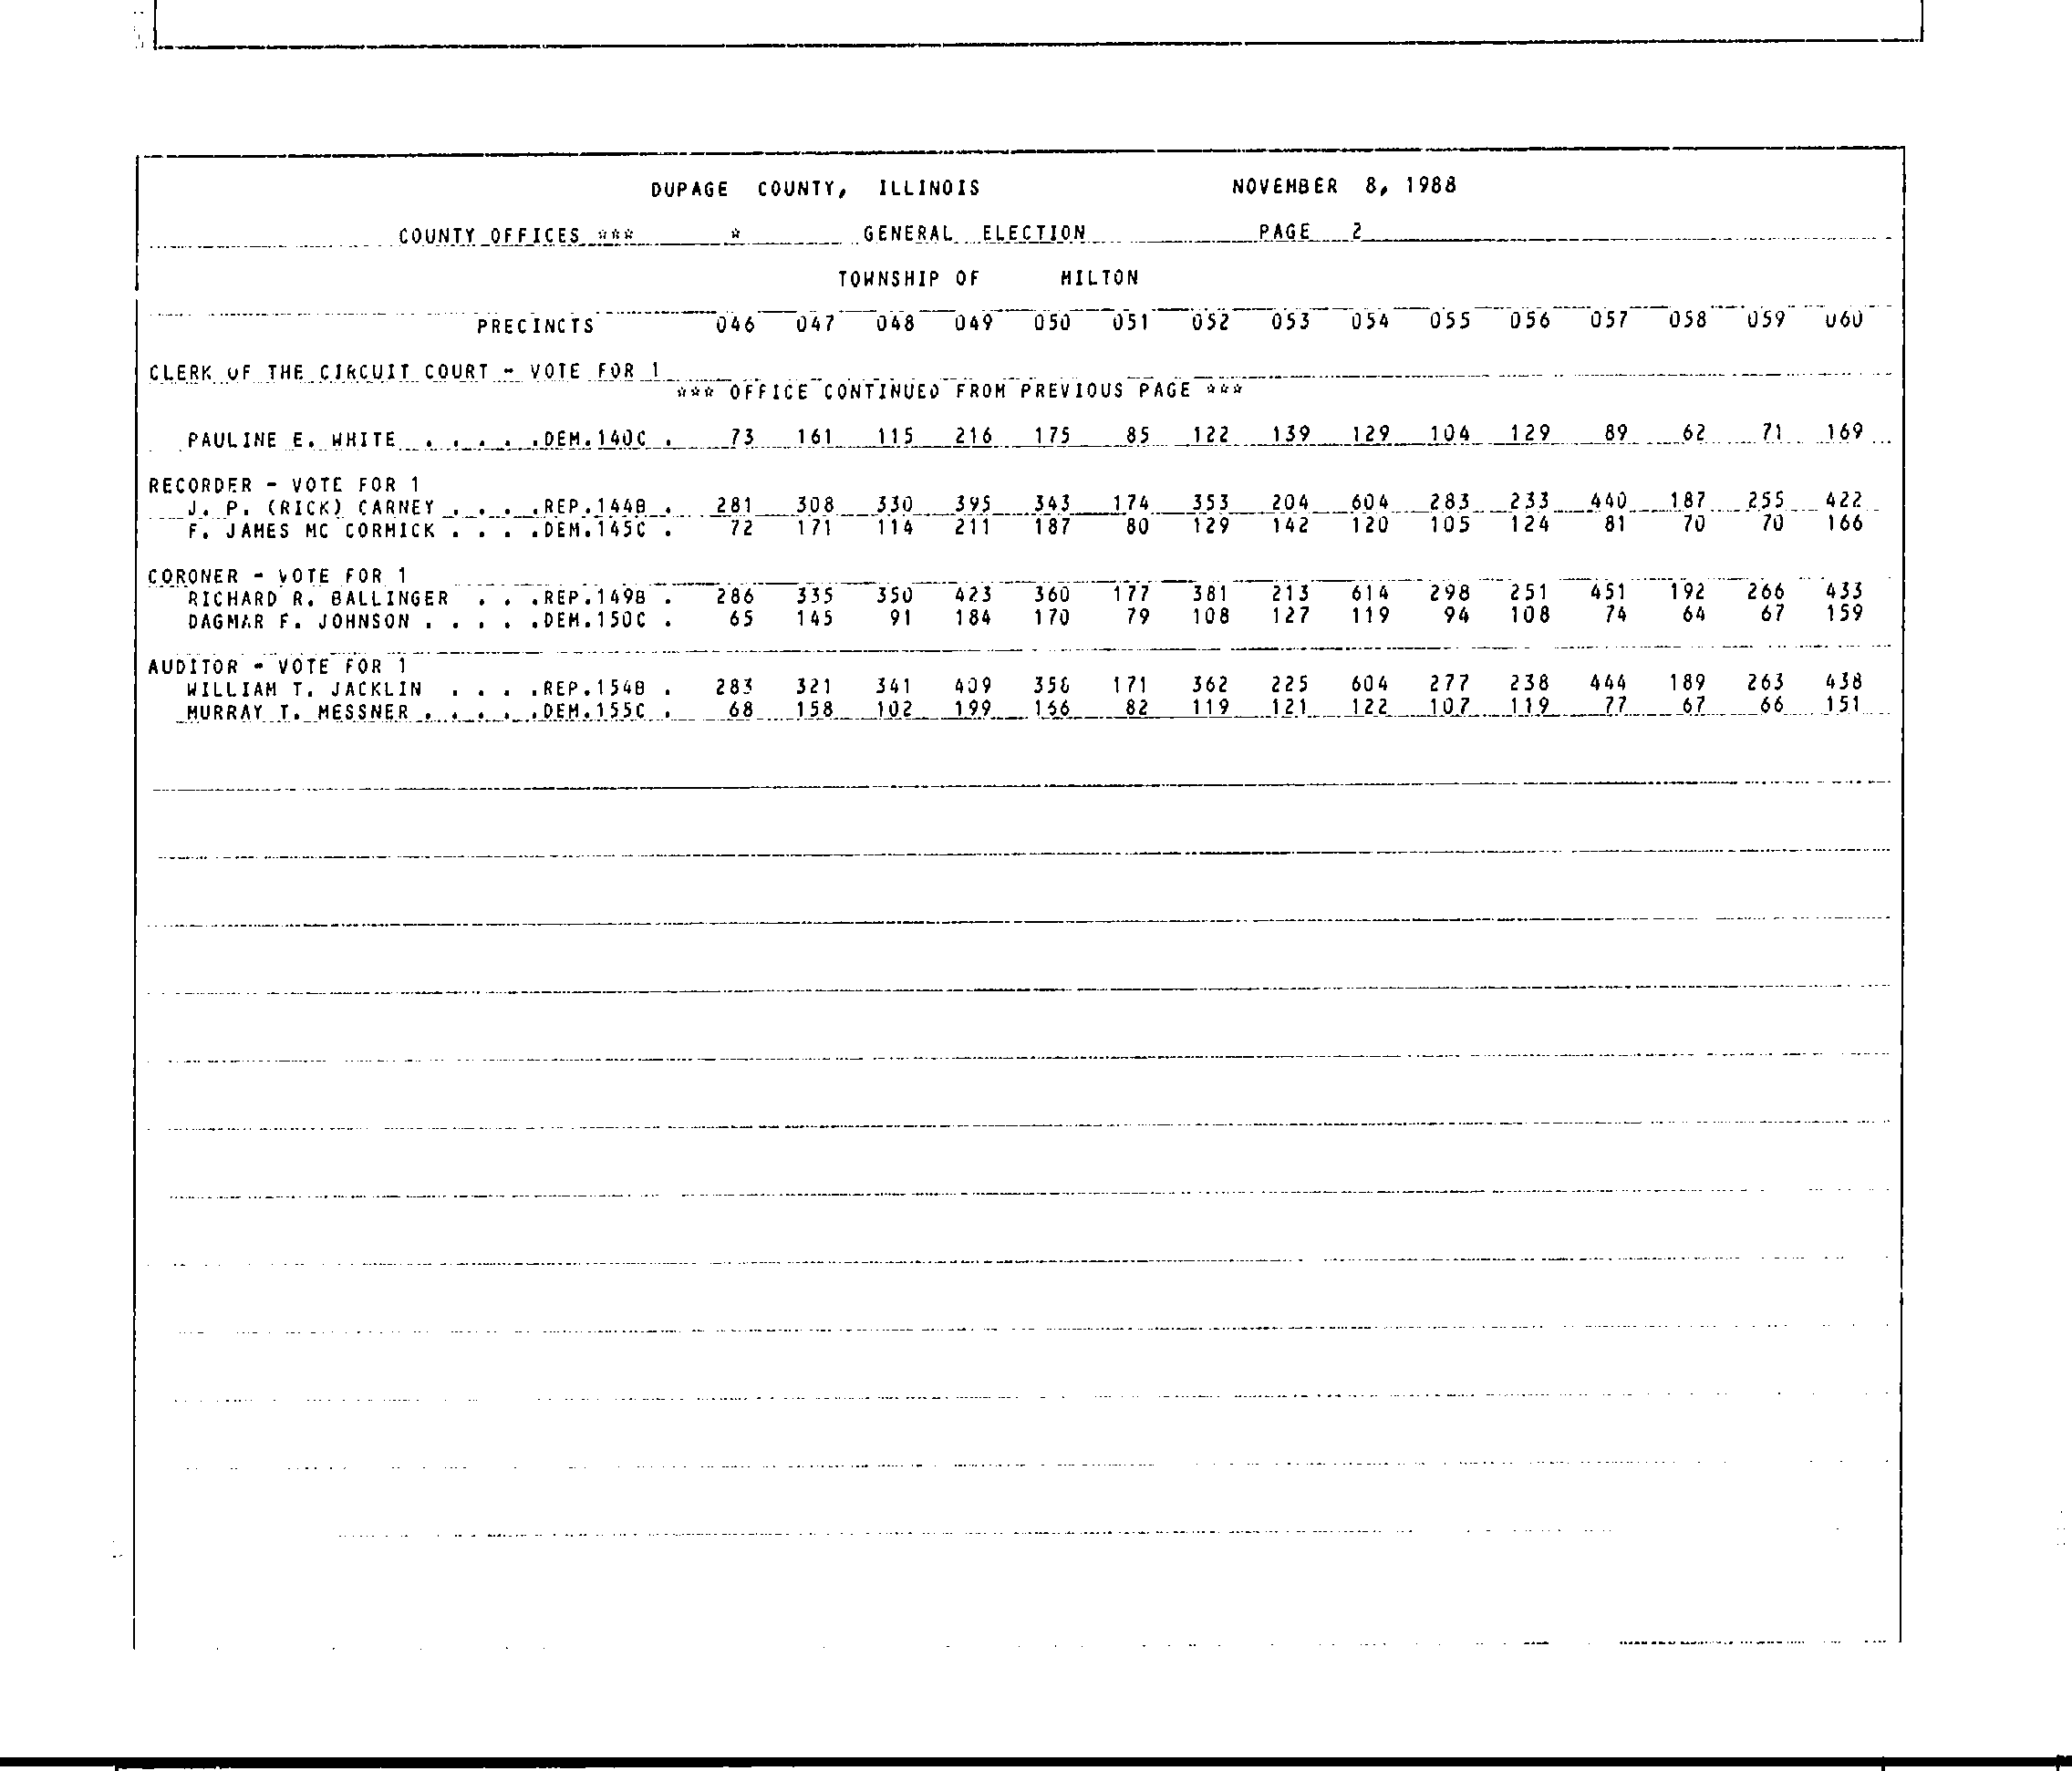 DUPAGE COUNTY, ILLINOIS NOVEMBER 8, 1988
COUNTY OFFICES *** * GENERAL ELECTION PAGE 2
TOWNSHIP OF MILTON
PRECINCTS 046 047 048 049 050 051 052 053 054 055 056 057 058 059 060
CLERK OF THE CIRCUIT COURT - VOTE FOR 1
*** OFFICE CONTINUED FROM PREVIOUS PAGE ***
PAULINE E. WHITE . . . . .DEM.140C . 73 161 115 216 175 85 122 139 129 104 129 89 62 71 169
RECORDER - VOTE FOR 1
J. P. (RICK) CARNEY . . . .REP.144B . 281 308 330 395 343 174 353 204 604 283 233 440 187 255 422
F. JAMES MC CORMICK . . . .DEM.145C . 72 171 114 211 187 80 129 142 120 105 124 81 70 70 166
CORONER - VOTE FOR 1
RICHARD R. BALLINGER . . .REP.149B . 286 335 350 423 360 177 381 213 614 298 251 451 192 266 433
DAGMAR F. JOHNSON . . . . .DEM.150C . 65 145 91 184 170 79 108 127 119 94 108 74 64 67 159
AUDITOR - VOTE FOR 1
WILLIAM T. JACKLIN . . . .REP.154B . 283 321 341 409 171 362 225 604 277 238 444 189 263 438
MURRAY T. MESSNER . . . . .DEM.155C . 68 158 102 199 82 119 121 122 107 119 77 67 66 151